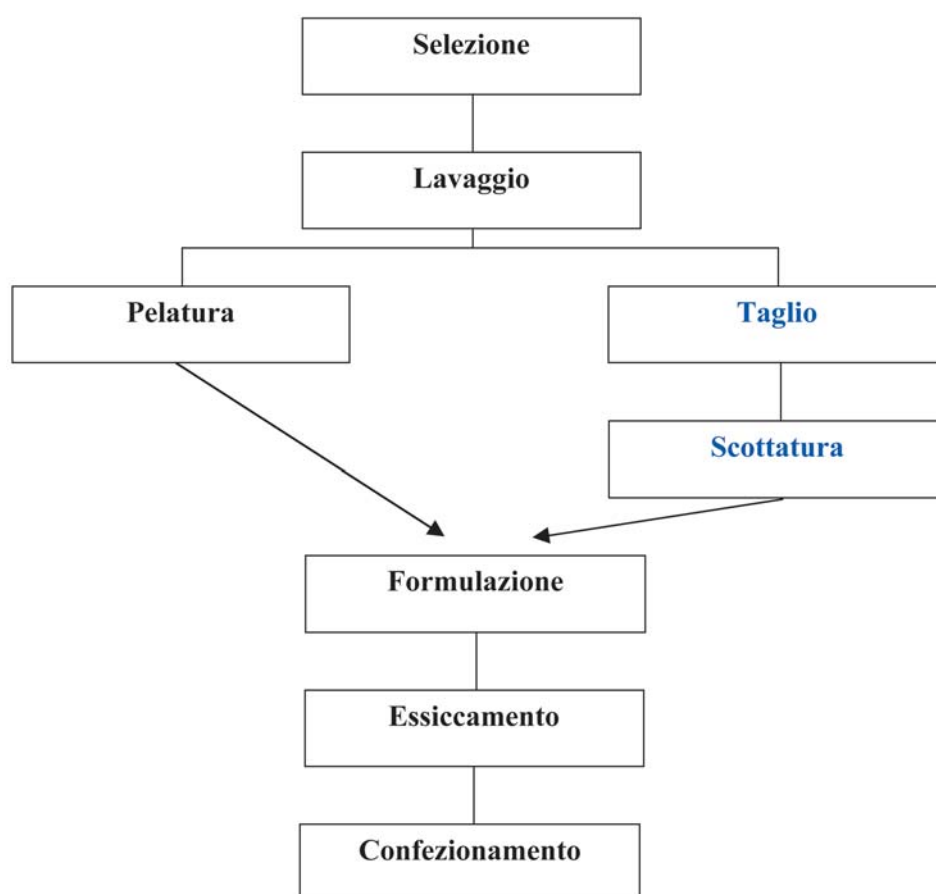 Selezione
Lavaggio
Pelatura
Taglio
Scottatura
Formulazione
Essiccamento
Confezionamento